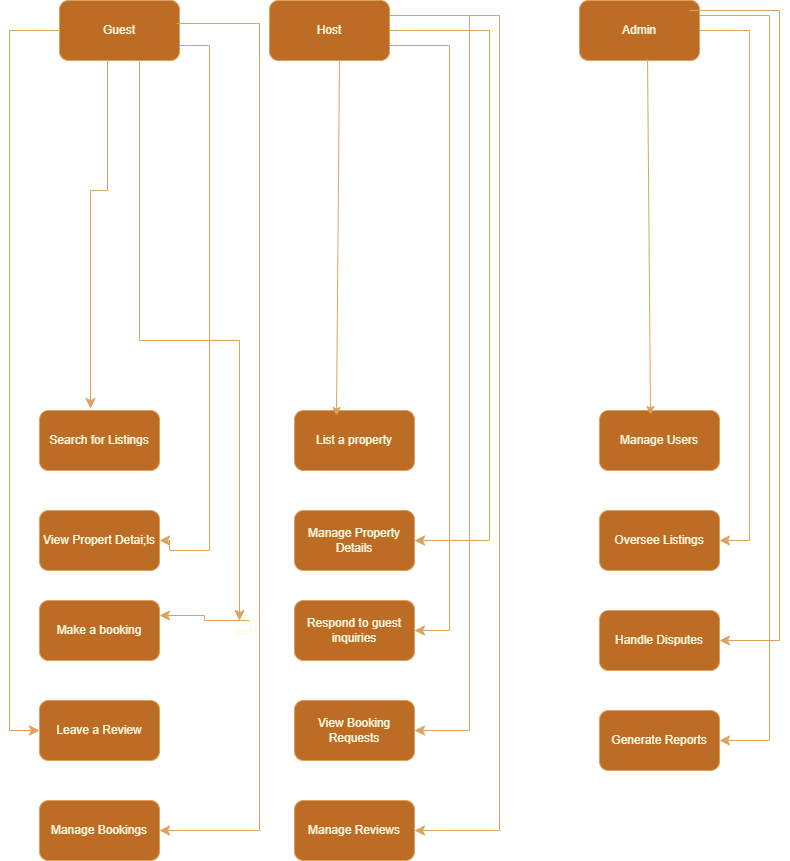 Guest
Host
Admin
Search for Listings
List a property
Manage Users
View Propert Detai;ls
Manage Property
Details
Oversee Listings
Make a booking
Respond to guest
inquiries
Handle Disputes
Leave a Review
View Booking
Requests
Generate Reports
Manage Bookings
Manage Reviews